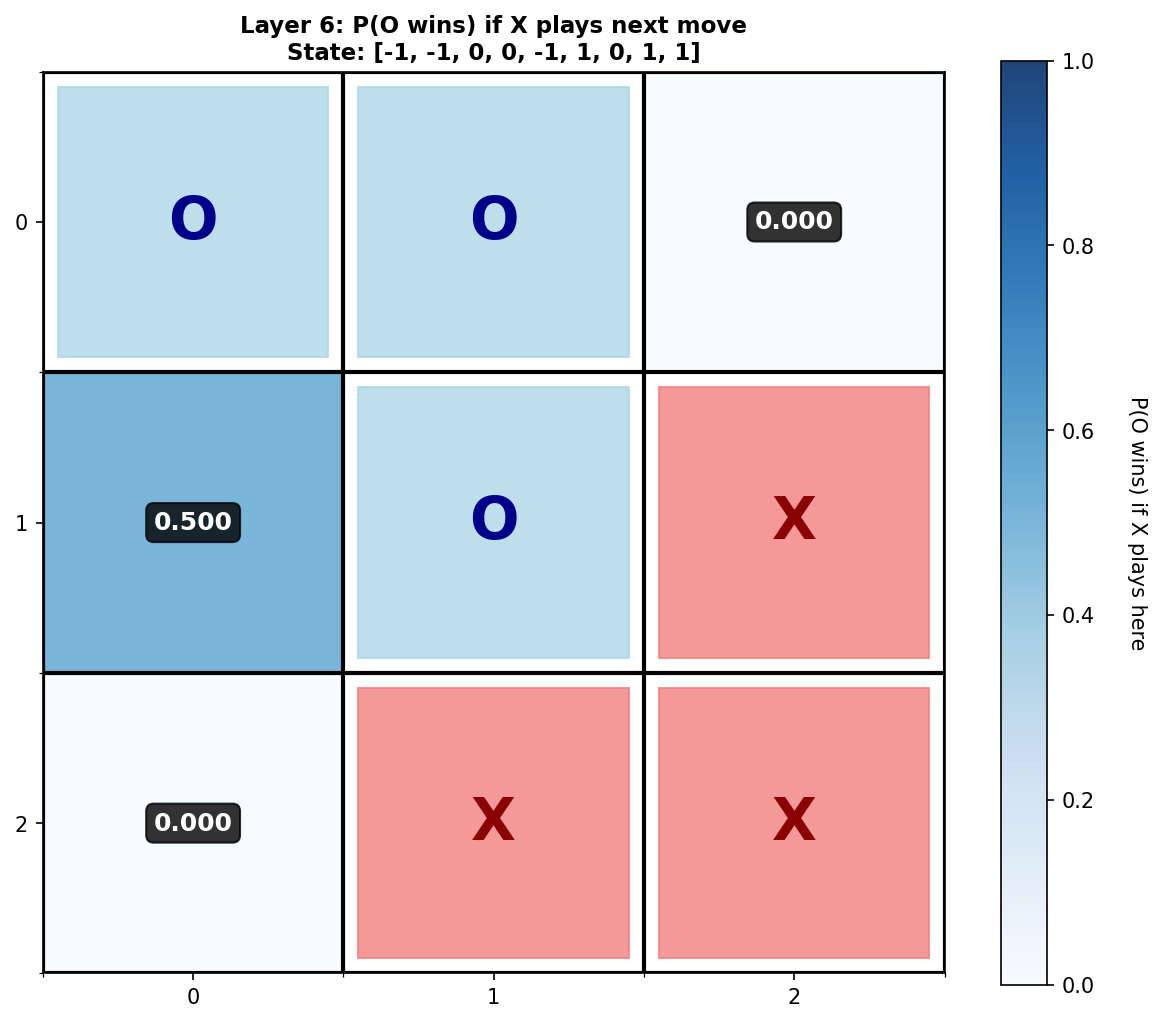 Layer 6: P(O wins) if X plays next move
State: [-1, -1, 0, 0, -1, 1, 0, 1, 1]
0
O
O
0.000
1
0.500
O
X
2
0.000
X
X
0
1
2
1.0
0.8
0.6
0.4
0.2
0.0
P(O wins) if X plays here